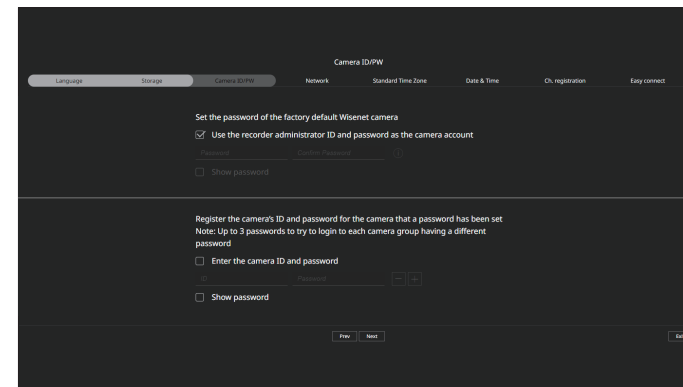 Camera ID/PW
Language Storage Camera ID/PW Network Standard Time Zone Date & Time Ch. registration Easy connect
Set the password of the factory default Wisenet camera
Use the recorder administrator ID and password as the camera account
Password Confirm Password
Show password
Register the camera's ID and password for the camera that a password has been set
Note: Up to 3 passwords to try to login to each camera group having a different
password
Enter the camera ID and password
ID Password
Show password
Prev Next